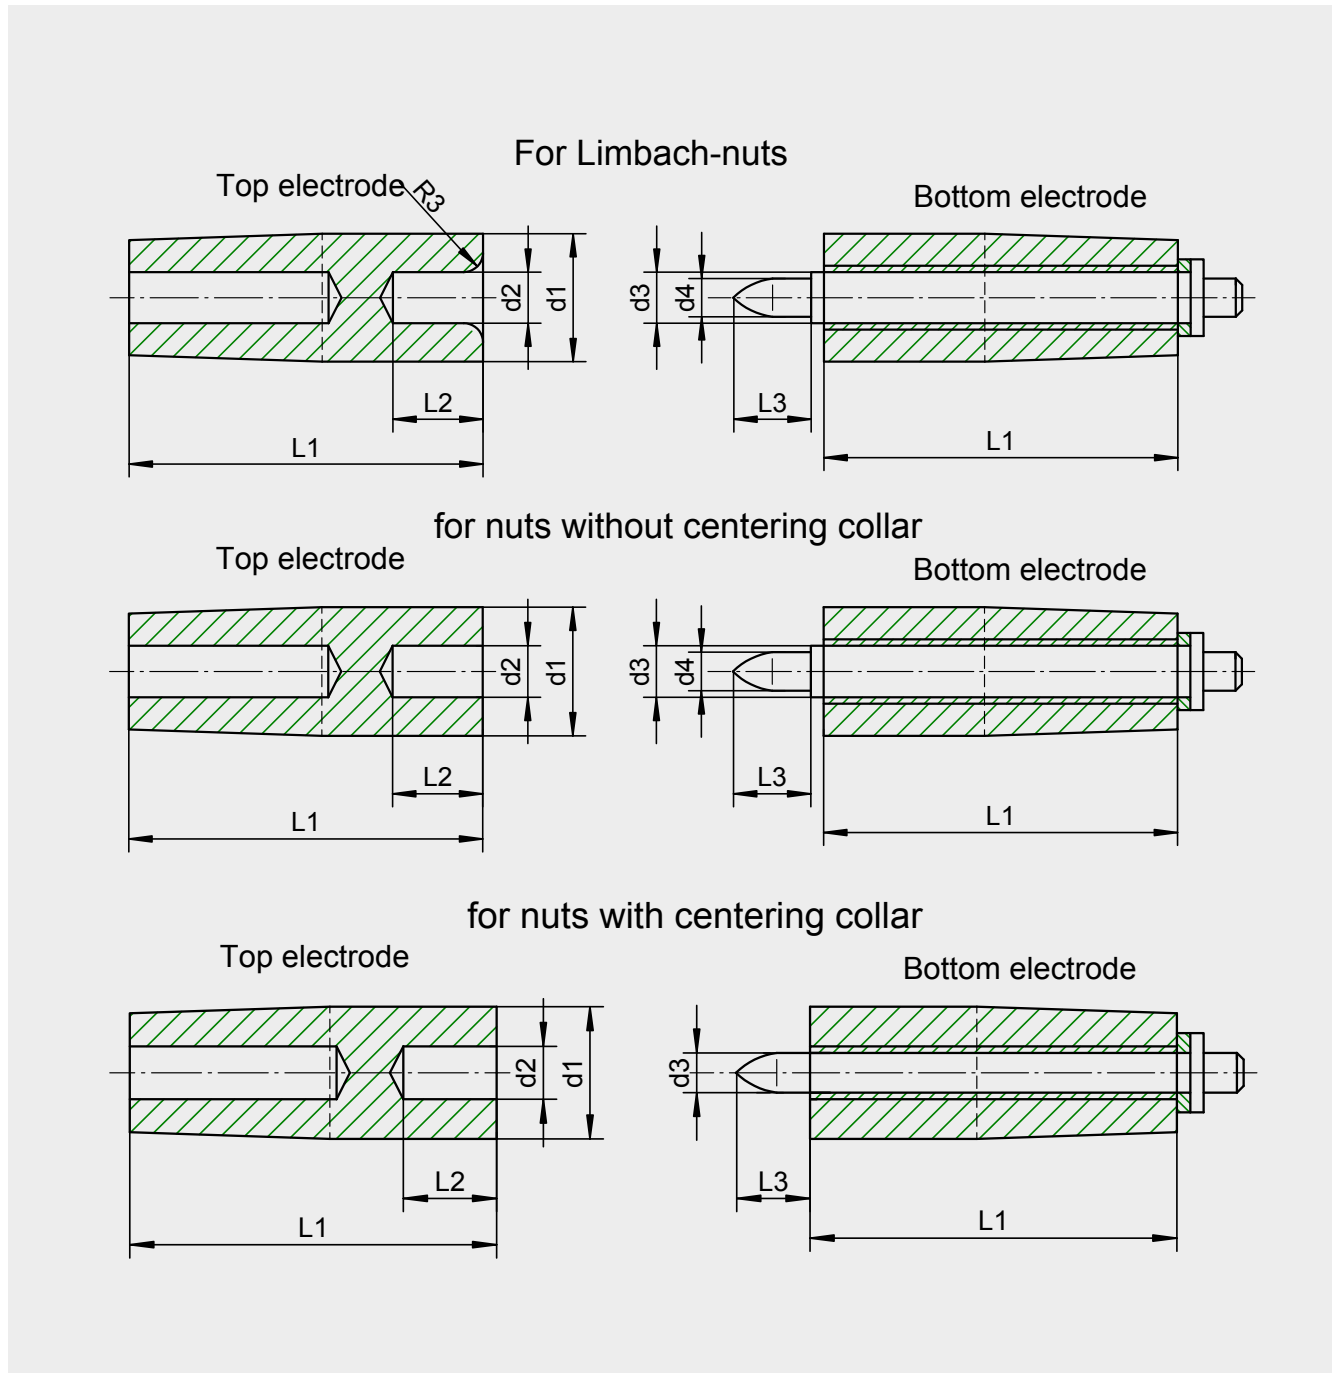 For Limbach-nuts
Top electrode
Bottom electrode
R3
d2
d1
d3
d4
L2
L1
L3
L1
for nuts without centering collar
Top electrode
Bottom electrode
d2
d1
d3
d4
L2
L1
L3
L1
for nuts with centering collar
Top electrode
Bottom electrode
d2
d1
d3
L2
L1
L3
L1